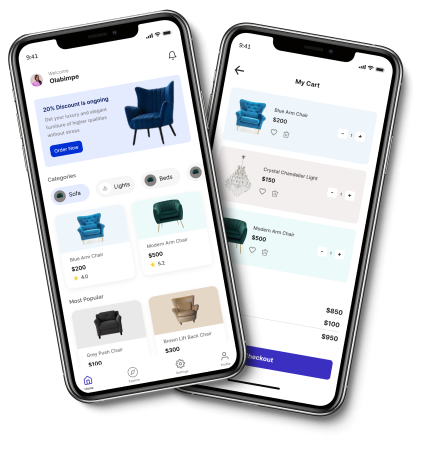 9:41
Welcome
Olabimpe
20% Discount is ongoing
Get your luxury and elegant
furniture of higher qualities
without stress
Order Now
Categories
Sofa
Lights
Beds
Blue Arm Chair
$200
4.0
Modern Arm Chair
$500
5.2
Most Popular
Grey Push Chair
$100
Brown Lift Back Chair
$300
Home
Settings
Profile
9:41
My Cart
Blue Arm Chair
$200
- 1 +
Crystal Chandelier Light
$150
- 1 +
Modern Arm Chair
$500
- 1 +
$850
$100
$950
heckout